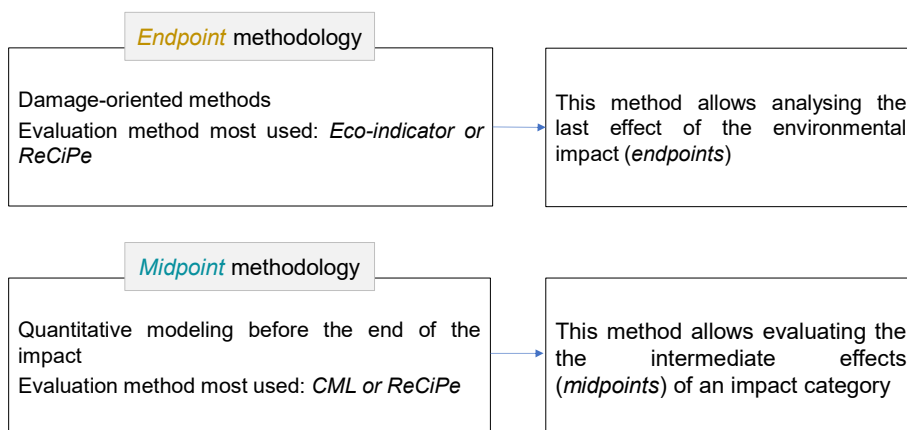 Endpoint methodology
Damage-oriented methods
Evaluation method most used: Eco-indicator or
ReCiPe
This method allows analysing the
last effect of the environmental
impact (endpoints)
Midpoint methodology
Quantitative modeling before the end of the
impact
Evaluation method most used: CML or ReCiPe
This method allows evaluating the
the intermediate effects
(midpoints) of an impact category